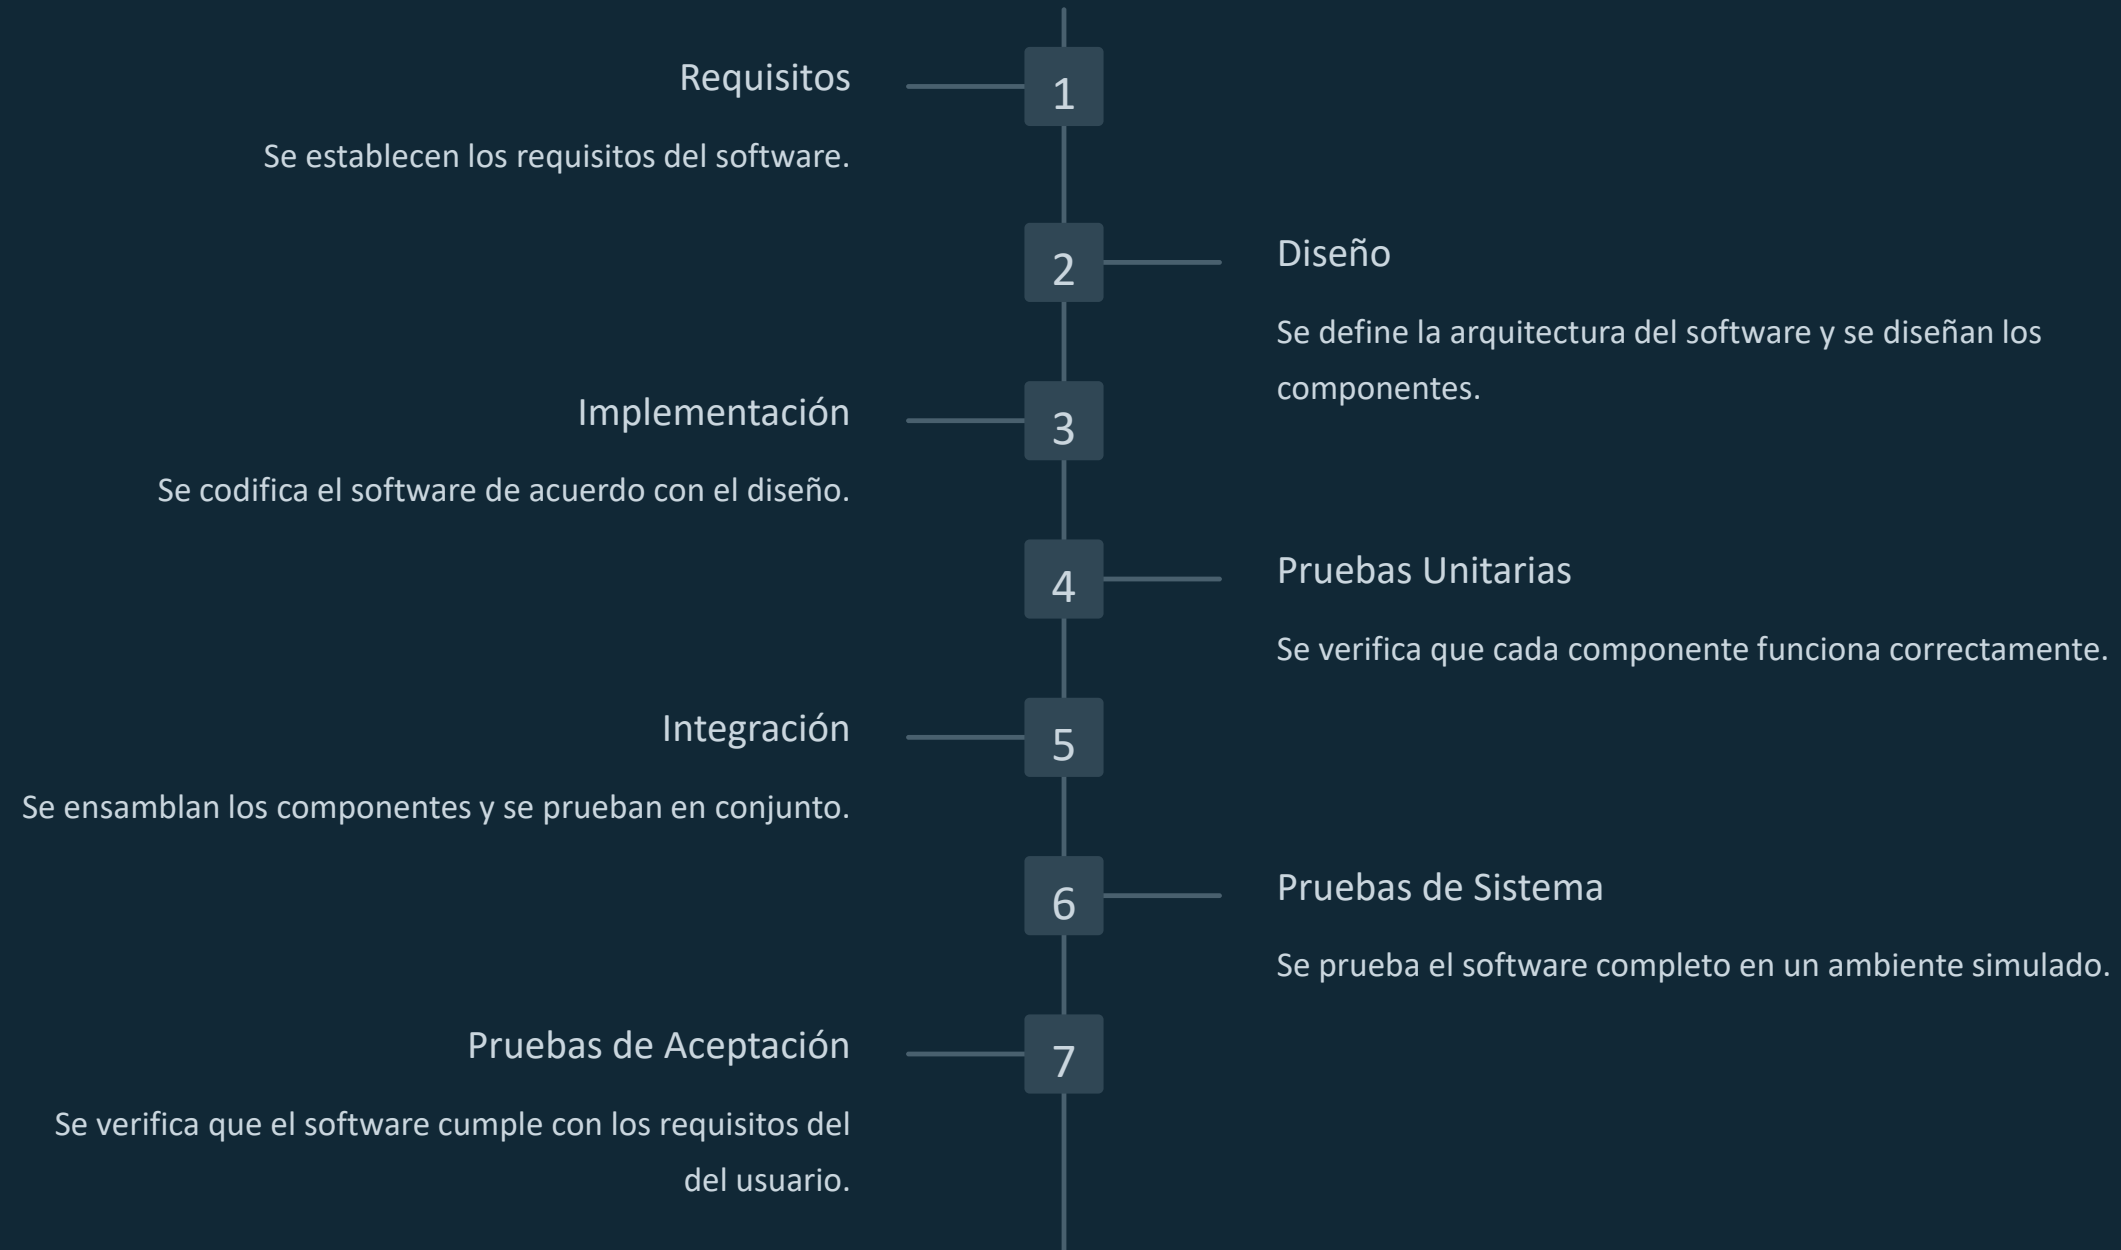 Requisitos
1
Se establecen los requisitos del software.
2
Diseño
Se define la arquitectura del software y se diseñan los
componentes.
Implementación
3
Se codifica el software de acuerdo con el diseño.
4
Pruebas Unitarias
Se verifica que cada componente funciona correctamente.
Integración
5
Se ensamblan los componentes y se prueban en conjunto.
6
Pruebas de Sistema
Se prueba el software completo en un ambiente simulado.
Pruebas de Aceptación
7
Se verifica que el software cumple con los requisitos del
del usuario.